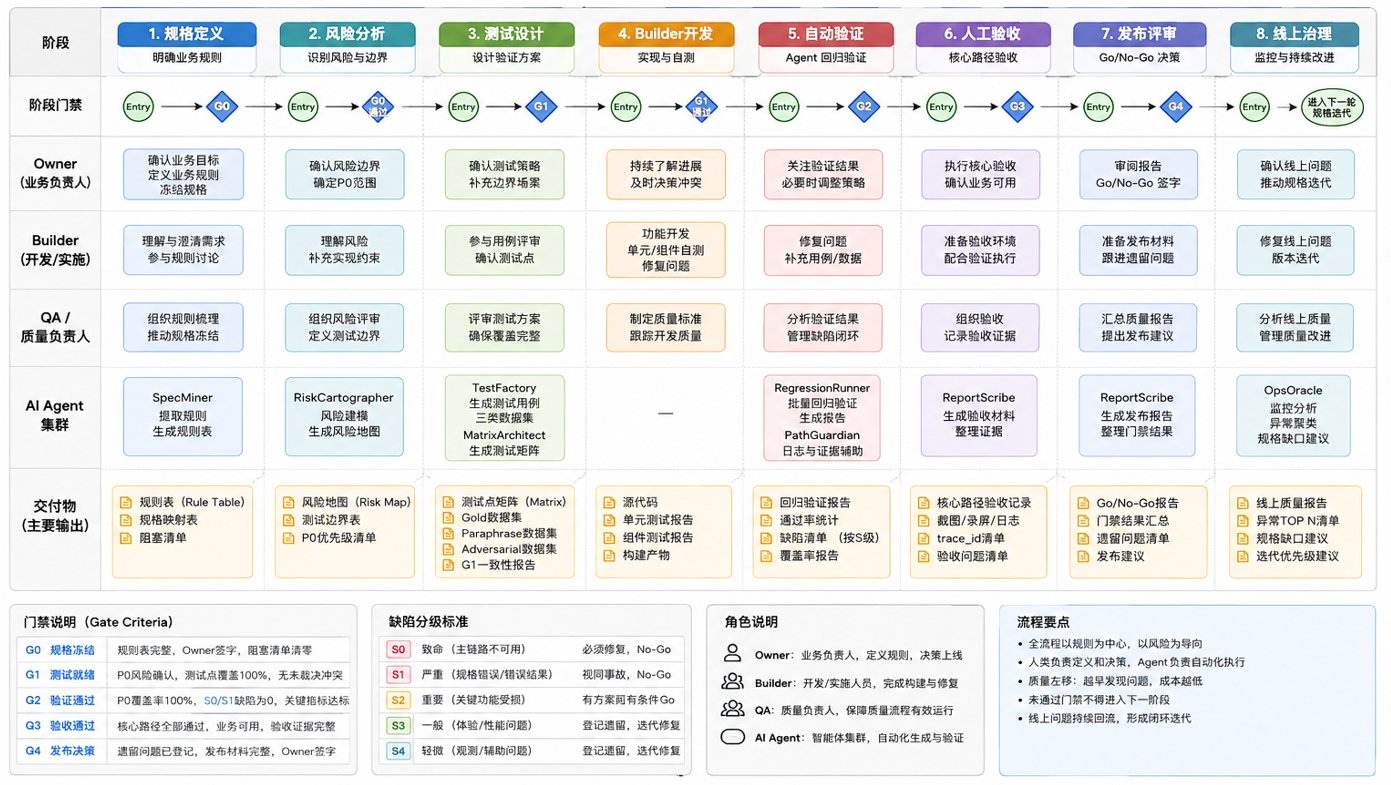 阶段
1. 规格定义
明确业务规则
2. 风险分析
识别风险与边界
3. 测试设计
设计验证方案
4. Builder开发
实现与自测
5. 自动验证
Agent 回归验证
6. 人工验收
核心路径验收
7. 发布评审
Go/No-Go 决策
8. 线上治理
监控与持续改进
阶段门禁
Entry
G0
Entry
G0
通过
Entry
G1
Entry
G1
通过
Entry
G2
Entry
G3
Entry
G4
Entry
进入下一轮
规格迭代
Owner
(业务负责人)
确认业务目标
定义业务规则
冻结规格
确认风险边界
确定P0范围
确认测试策略
补充边界场案
持续了解进展
及时决策冲突
关注验证结果
必要时调整策略
执行核心验收
确认业务可用
审阅报告
Go/No-Go 签字
确认线上问题
推动规格迭代
Builder
(开发/实施)
理解与澄清需求
参与规则讨论
理解风险
补充实现约束
参与用例评审
确认测试点
功能开发
单元/组件自测
修复问题
修复问题
补充用例/数据
准备验收环境
配合验证执行
准备发布材料
跟进遗留问题
修复线上问题
版本迭代
QA /
质量负责人
组织规则梳理
推动规格冻结
组织风险评审
定义测试边界
评审测试方案
确保覆盖完整
制定质量标准
跟踪开发质量
分析验证结果
管理缺陷闭环
组织验收
记录验收证据
汇总质量报告
提出发布建议
分析线上质量
管理质量改进
AI Agent
集群
SpecMiner
提取规则
生成规则表
RiskCartographer
风险建模
生成风险地图
TestFactory
生成测试用例
三类数据集
MatrixArchitect
生成测试矩阵
—
RegressionRunner
批量回归验证
生成报告
PathGuardian
日志与证据辅助
ReportScribe
生成验收材料
整理证据
ReportScribe
生成发布报告
整理门禁结果
OpsOracle
监控分析
异常聚类
规格缺口建议
交付物
(主要输出)
规则表（Rule Table)
规格映射表
阻塞清单
风险地图（Risk Map)
测试边界表
P0优先级清单
测试点矩阵（Matrix)
Gold数据集
Paraphrase数据集
Adversarial数据集
G1一致性报告
源代码
单元测试报告
组件测试报告
构建产物
回归验证报告
通过率统计
缺陷清单 （按S级）
覆盖率报告
核心路径验收记录
截图/录屏/日志
trace_id清单
验收问题清单
Go/No-Go报告
门禁结果汇总
遗留问题清单
发布建议
线上质量报告
异常TOP N清单
规格缺口建议
迭代优先级建议
门禁说明（Gate Criteria)
G0 规格冻结 规则表完整，Owner签字，阻塞清单清零
G1 测试就绪 P0风险确认，测试点覆盖100%，无未裁决冲突
G2 验证通过 P0覆盖率100%，S0/S1缺陷为0，关键指标达标
G3 验收通过 核心路径全部通过，业务可用，验收证据完整
G4 发布决策 遗留问题已登记，发布材料完整，Owner签字
缺陷分级标准
S0 致命（主链路不可用） 必须修复，No-Go
S1 严重（规格错误/错误结果） 视同事故，No-Go
S2 重要（关键功能受损） 有方案可有条件Go
S3 一般（体验/性能问题） 登记遗留，迭代修复
S4 轻微（观测/辅助问题） 登记遗留，迭代修复
角色说明
Owner：业务负责人，定义规则，决策上线
Builder：开发/实施人员，完成构建与修复
QA：质量负责人，保障质量流程有效运行
AI Agent：智能体集群，自动化生成与验证
流程要点
• 全流程以规则为中心，以风险为导向
• 人类负责定义和决策，Agent负责自动化执行
• 质量左移：越早发现问题，成本越低
• 未通过门禁不得进入下一阶段
• 线上问题持续回流，形成闭环迭代